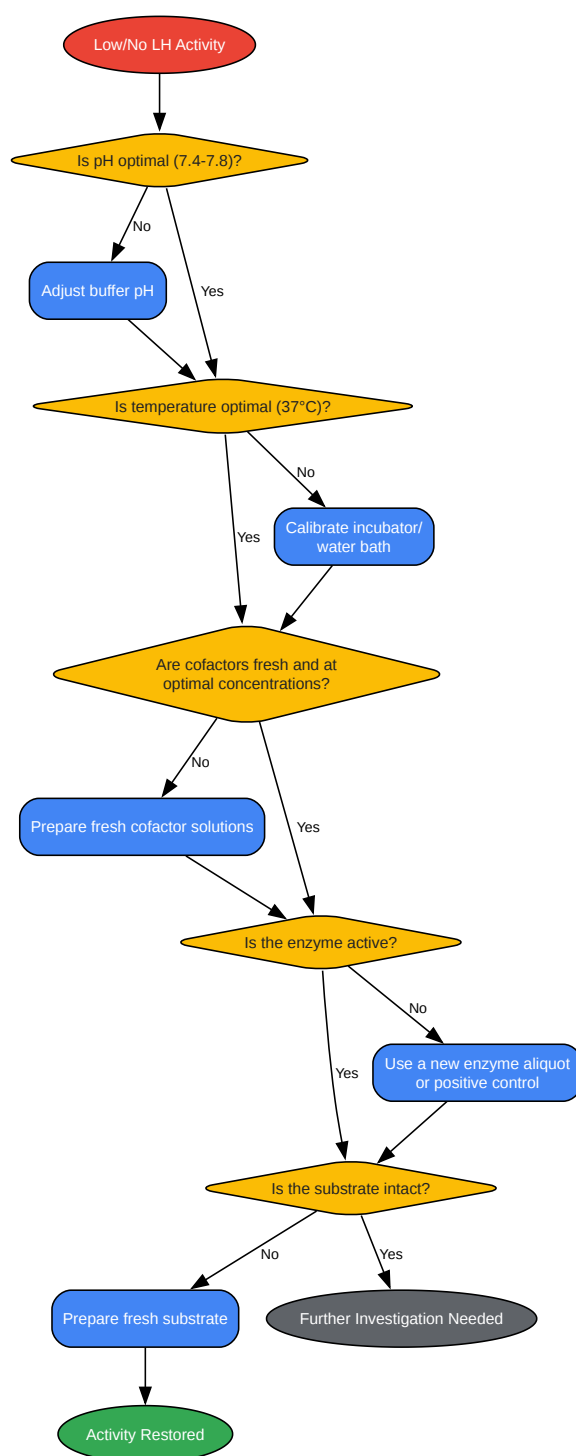 Low/No LH Activity
Is pH optimal (7.4-7.8)?
No
Yes
Adjust buffer pH
Is temperature optimal (37°C)?
No
Calibrate incubator/
water bath
Yes
Are cofactors fresh and at
optimal concentrations?
No
Prepare fresh cofactor solutions
Yes
Is the enzyme active?
No
Use a new enzyme aliquot
or positive control
Yes
Is the substrate intact?
No
Yes
Prepare fresh substrate
Further Investigation Needed
Activity Restored